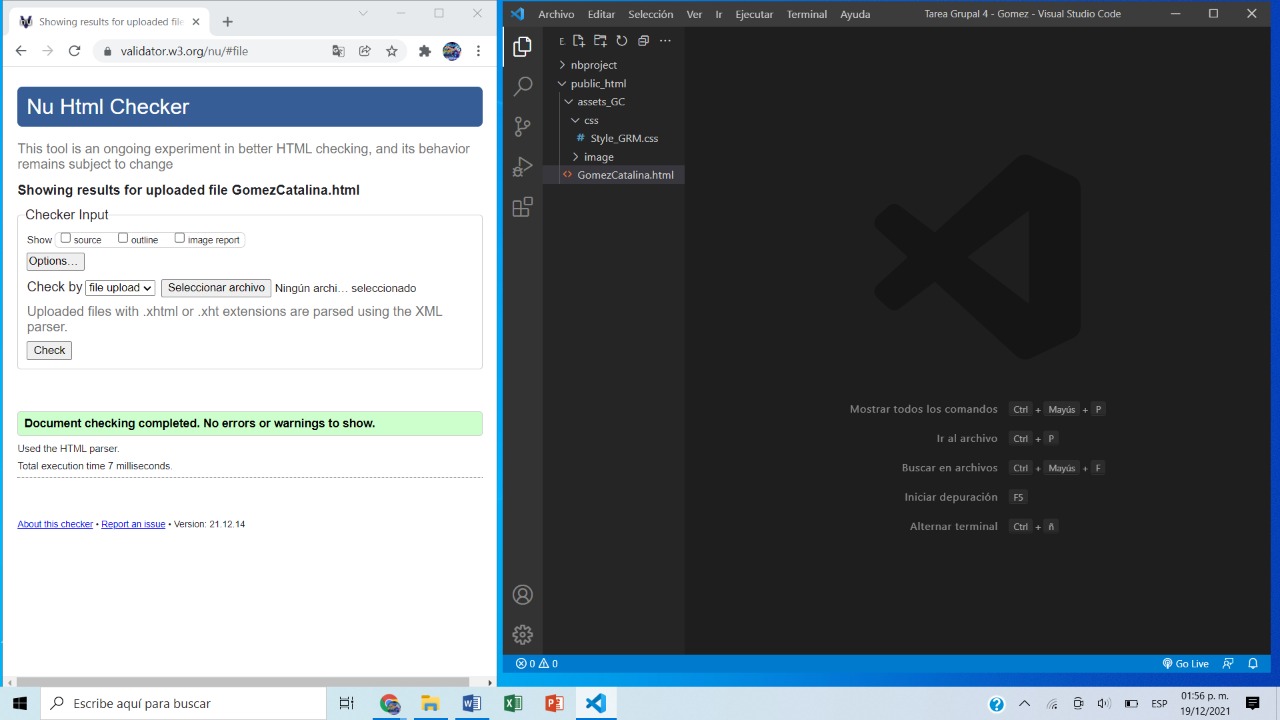 Showing results for uploaded file
validator.w3.org/nu/#file
Nu Html Checker
This tool is an ongoing experiment in better HTML checking, and its behavior
remains subject to change
Showing results for uploaded file GomezCatalina.html
Checker Input
Show source outline image report
Options...
Check by file upload Seleccionar archivo Ningún archi... seleccionado
Uploaded files with .xhtml or .xht extensions are parsed using the XML
parser.
Check
Document checking completed. No errors or warnings to show.
Used the HTML parser.
Total execution time 7 milliseconds.
About this checker • Report an issue • Version: 21.12.14
Archivo Editar Selección Ver Ir Ejecutar Terminal Ayuda Tarea Grupal 4 - Gomez - Visual Studio Code
E
nbproject
public_html
assets_GC
css
# Style_GRM.css
image
<> GomezCatalina.html
Mostrar todos los comandos Ctrl + Mayús + P
Ir al archivo Ctrl + P
Buscar en archivos Ctrl + Mayús + F
Iniciar depuración F5
Alternar terminal Ctrl + ñ
0 0 Go Live
Escribe aquí para buscar
ESP
01:56 p. m.
19/12/2021